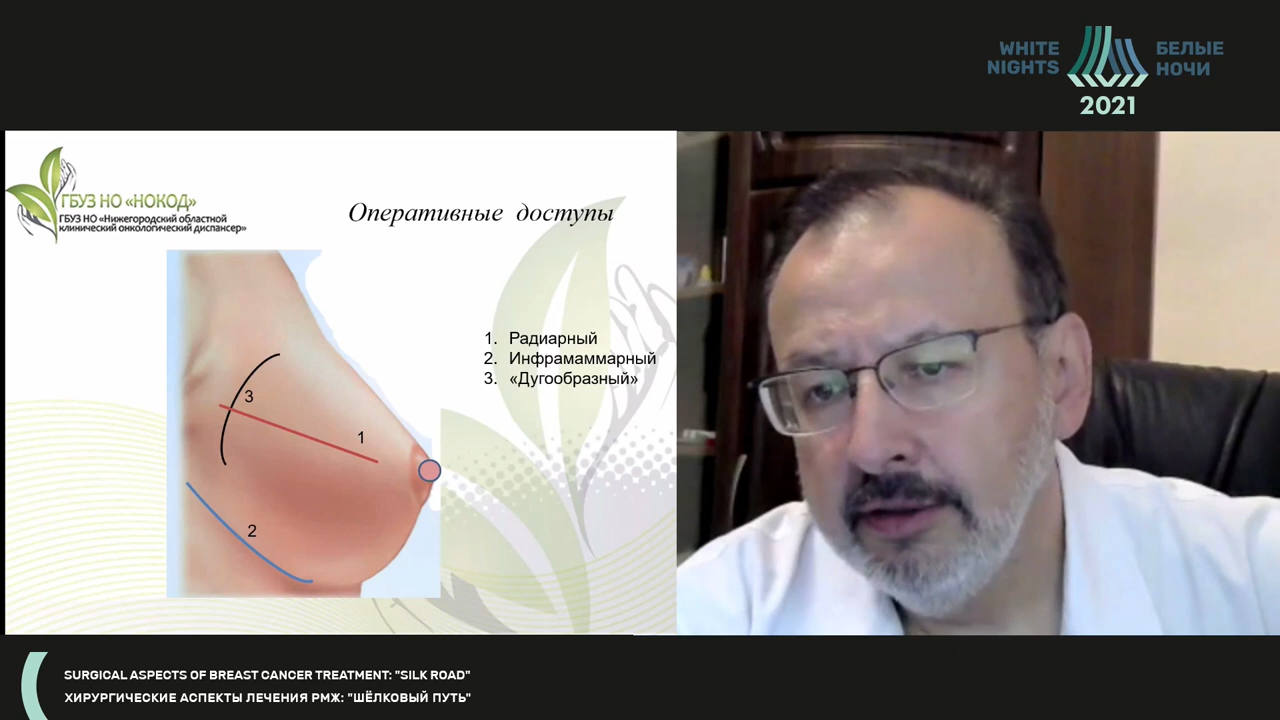 WHITE
NIGHTS
БЕЛЫЕ
НОЧИ
2021
ГБУЗ НО «НОКОД»
ГБУЗ НО «Нижегородский областной
клинический онкологический диспансер»
Оперативные доступы
1. Радиарный
2. Инфрамаммарный
3. «Дугообразный»
3
1
2
SURGICAL ASPECTS OF BREAST CANCER TREATMENT: "SILK ROAD"
ХИРУРГИЧЕСКИЕ АСПЕКТЫ ЛЕЧЕНИЯ РМЖ: "ШЁЛКОВЫЙ ПУТЬ"